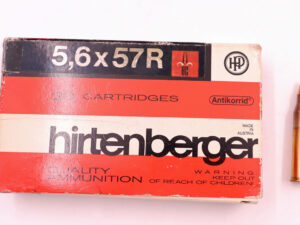 5,6x57R
HP
CARTRIDGES
Antikorrid®
MADE
IN
AUSTRIA
hirtenberger
QUALITY
AMMUNITION
WARNING
KEEP OUT
OF REACH OF CHILDREN